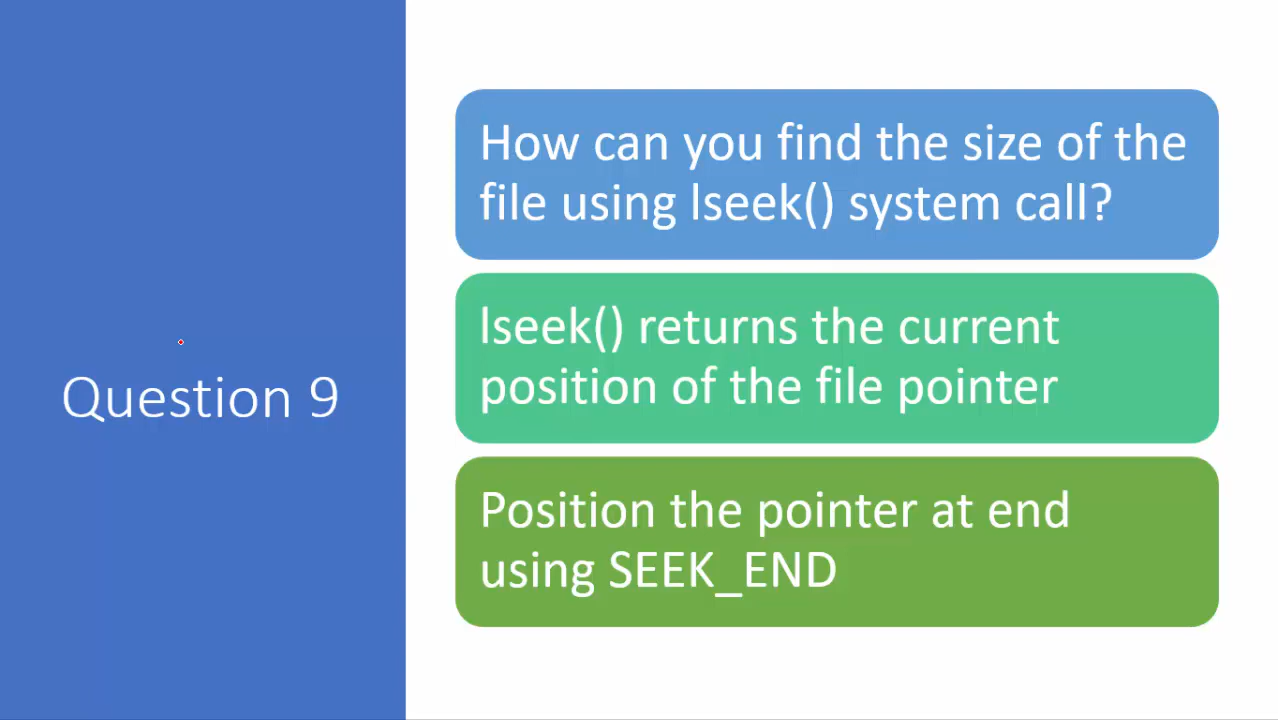 Question 9
How can you find the size of the
file using lseek() system call?
lseek() returns the current
position of the file pointer
Position the pointer at end
using SEEK_END